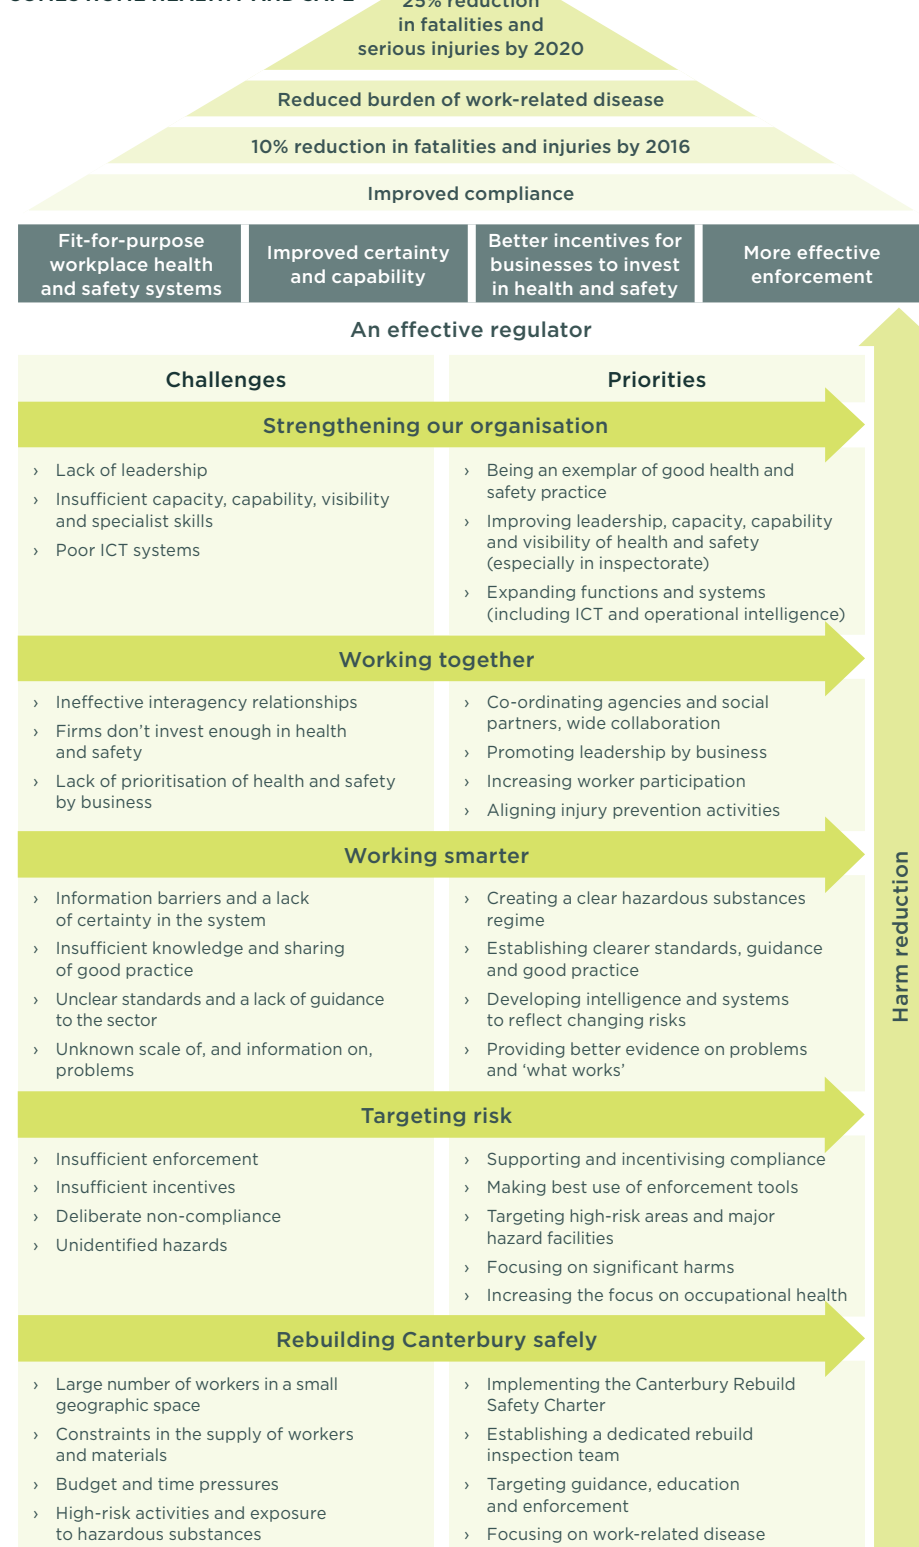 25% reduction
in fatalities and
serious injuries by 2020
Reduced burden of work-related disease
10% reduction in fatalities and injuries by 2016
Improved compliance
Fit-for-purpose
workplace health
and safety systems
Improved certainty
and capability
Better incentives for
businesses to invest
in health and safety
More effective
enforcement
An effective regulator
Challenges
Priorities
Strengthening our organisation
› Lack of leadership
› Insufficient capacity, capability, visibility
and specialist skills
› Poor ICT systems
› Being an exemplar of good health and
safety practice
› Improving leadership, capacity, capability
and visibility of health and safety
(especially in inspectorate)
› Expanding functions and systems
(including ICT and operational intelligence)
Working together
› Ineffective interagency relationships
› Firms don’t invest enough in health
and safety
› Lack of prioritisation of health and safety
by business
› Co-ordinating agencies and social
partners, wide collaboration
› Promoting leadership by business
› Increasing worker participation
› Aligning injury prevention activities
Working smarter
› Information barriers and a lack
of certainty in the system
› Insufficient knowledge and sharing
of good practice
› Unclear standards and a lack of guidance
to the sector
› Unknown scale of, and information on,
problems
› Creating a clear hazardous substances
regime
› Establishing clearer standards, guidance
and good practice
› Developing intelligence and systems
to reflect changing risks
› Providing better evidence on problems
and ‘what works’
Targeting risk
› Insufficient enforcement
› Insufficient incentives
› Deliberate non-compliance
› Unidentified hazards
› Supporting and incentivising compliance
› Making best use of enforcement tools
› Targeting high-risk areas and major
hazard facilities
› Focusing on significant harms
› Increasing the focus on occupational health
Rebuilding Canterbury safely
› Large number of workers in a small
geographic space
› Constraints in the supply of workers
and materials
› Budget and time pressures
› High-risk activities and exposure
to hazardous substances
› Implementing the Canterbury Rebuild
Safety Charter
› Establishing a dedicated rebuild
inspection team
› Targeting guidance, education
and enforcement
› Focusing on work-related disease
Harm reduction